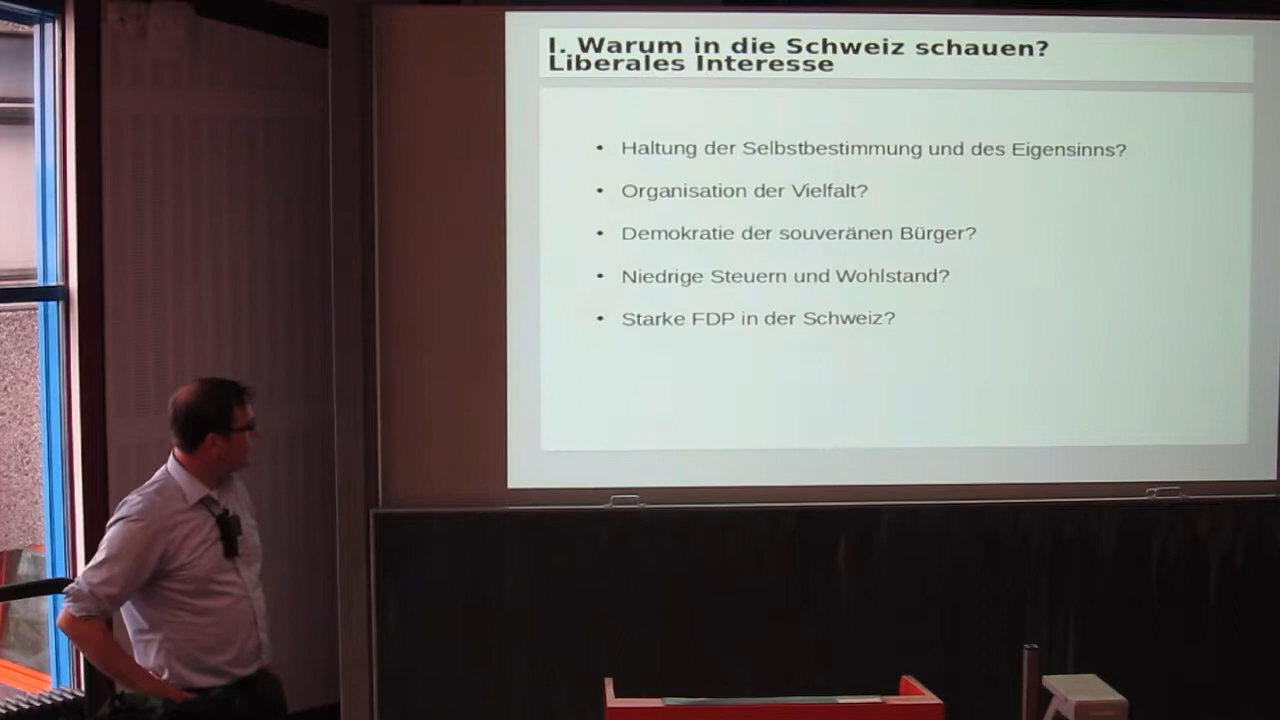 I. Warum in die Schweiz schauen?
Liberales Interesse
• Haltung der Selbstbestimmung und des Eigensinns?
• Organisation der Vielfalt?
• Demokratie der souveränen Bürger?
• Niedrige Steuern und Wohlstand?
• Starke FDP in der Schweiz?